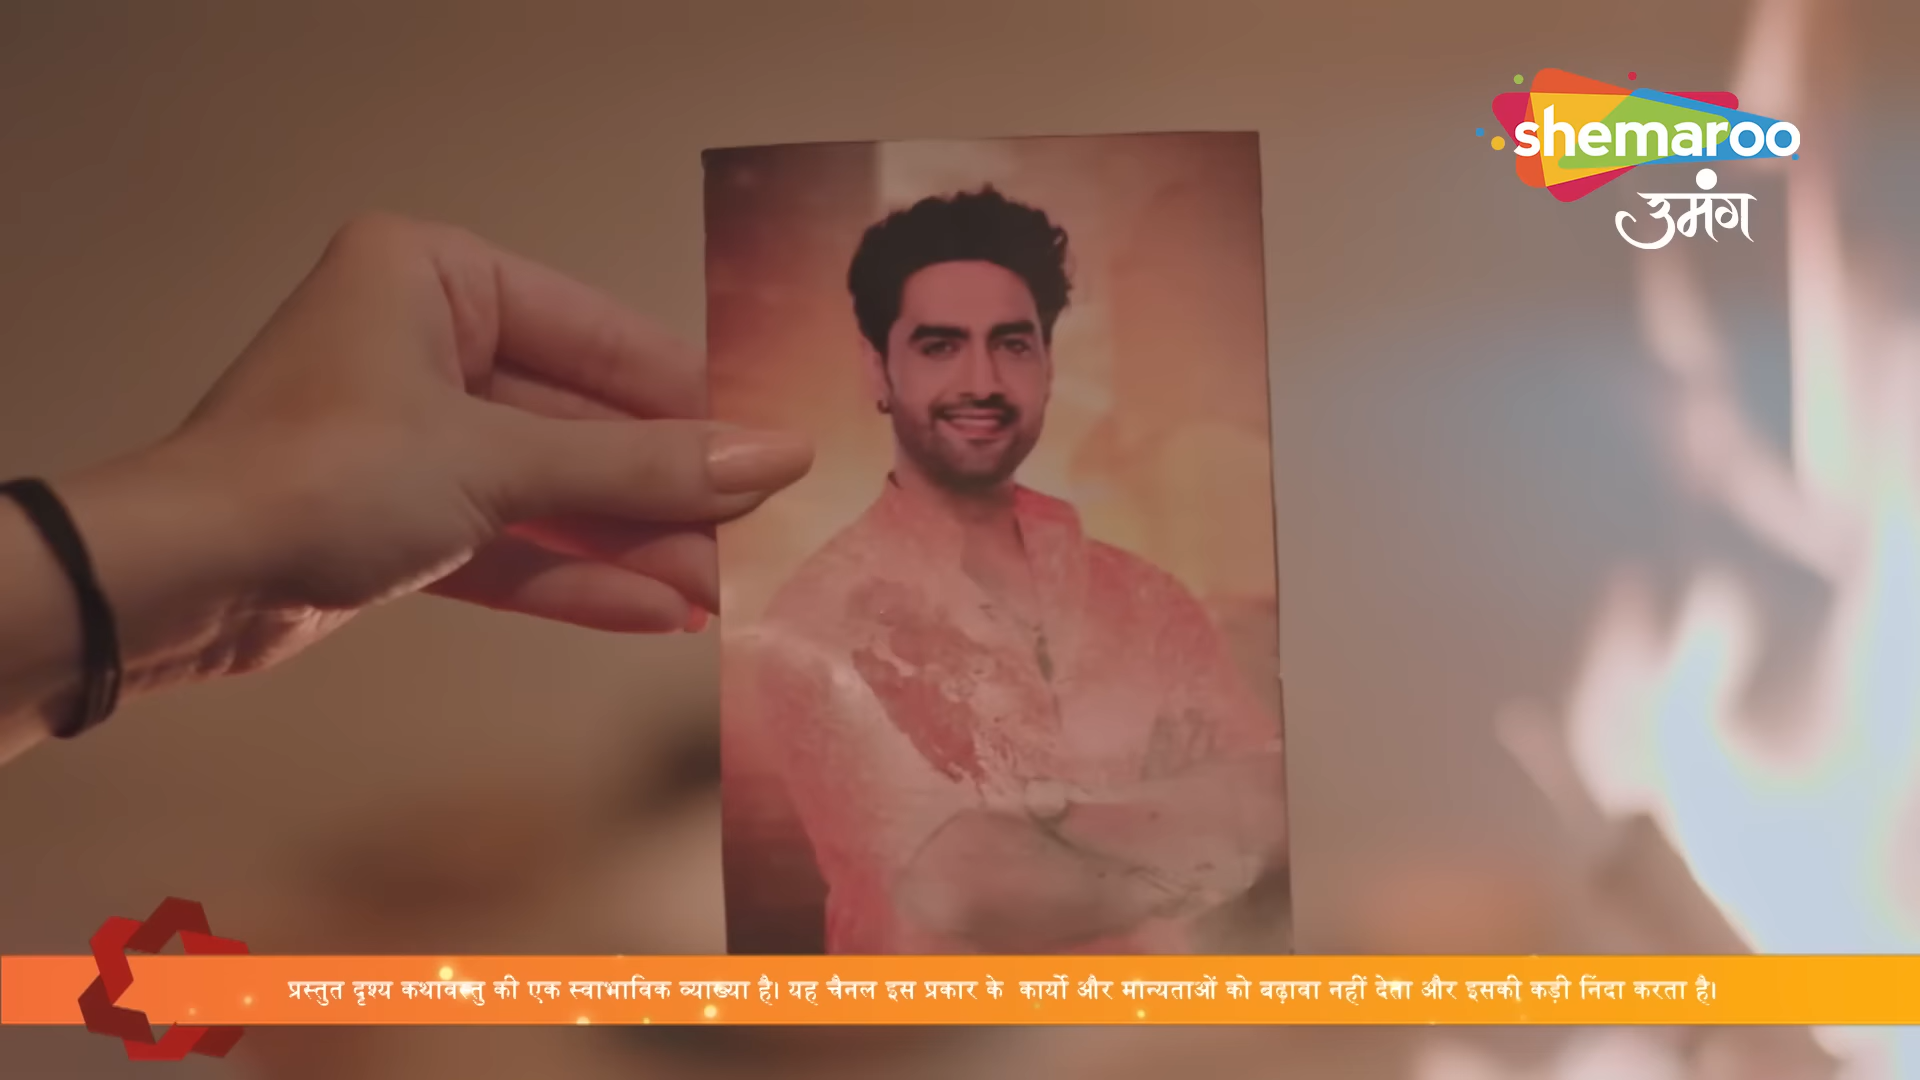 shemaroo
उमंग
प्रस्तुत दृश्य कथावस्तु की एक स्वाभाविक व्याख्या है। यह चैनल इस प्रकार के कार्यो और मान्यताओं को बढ़ावा नहीं देता और इसकी कड़ी निंदा करता है।